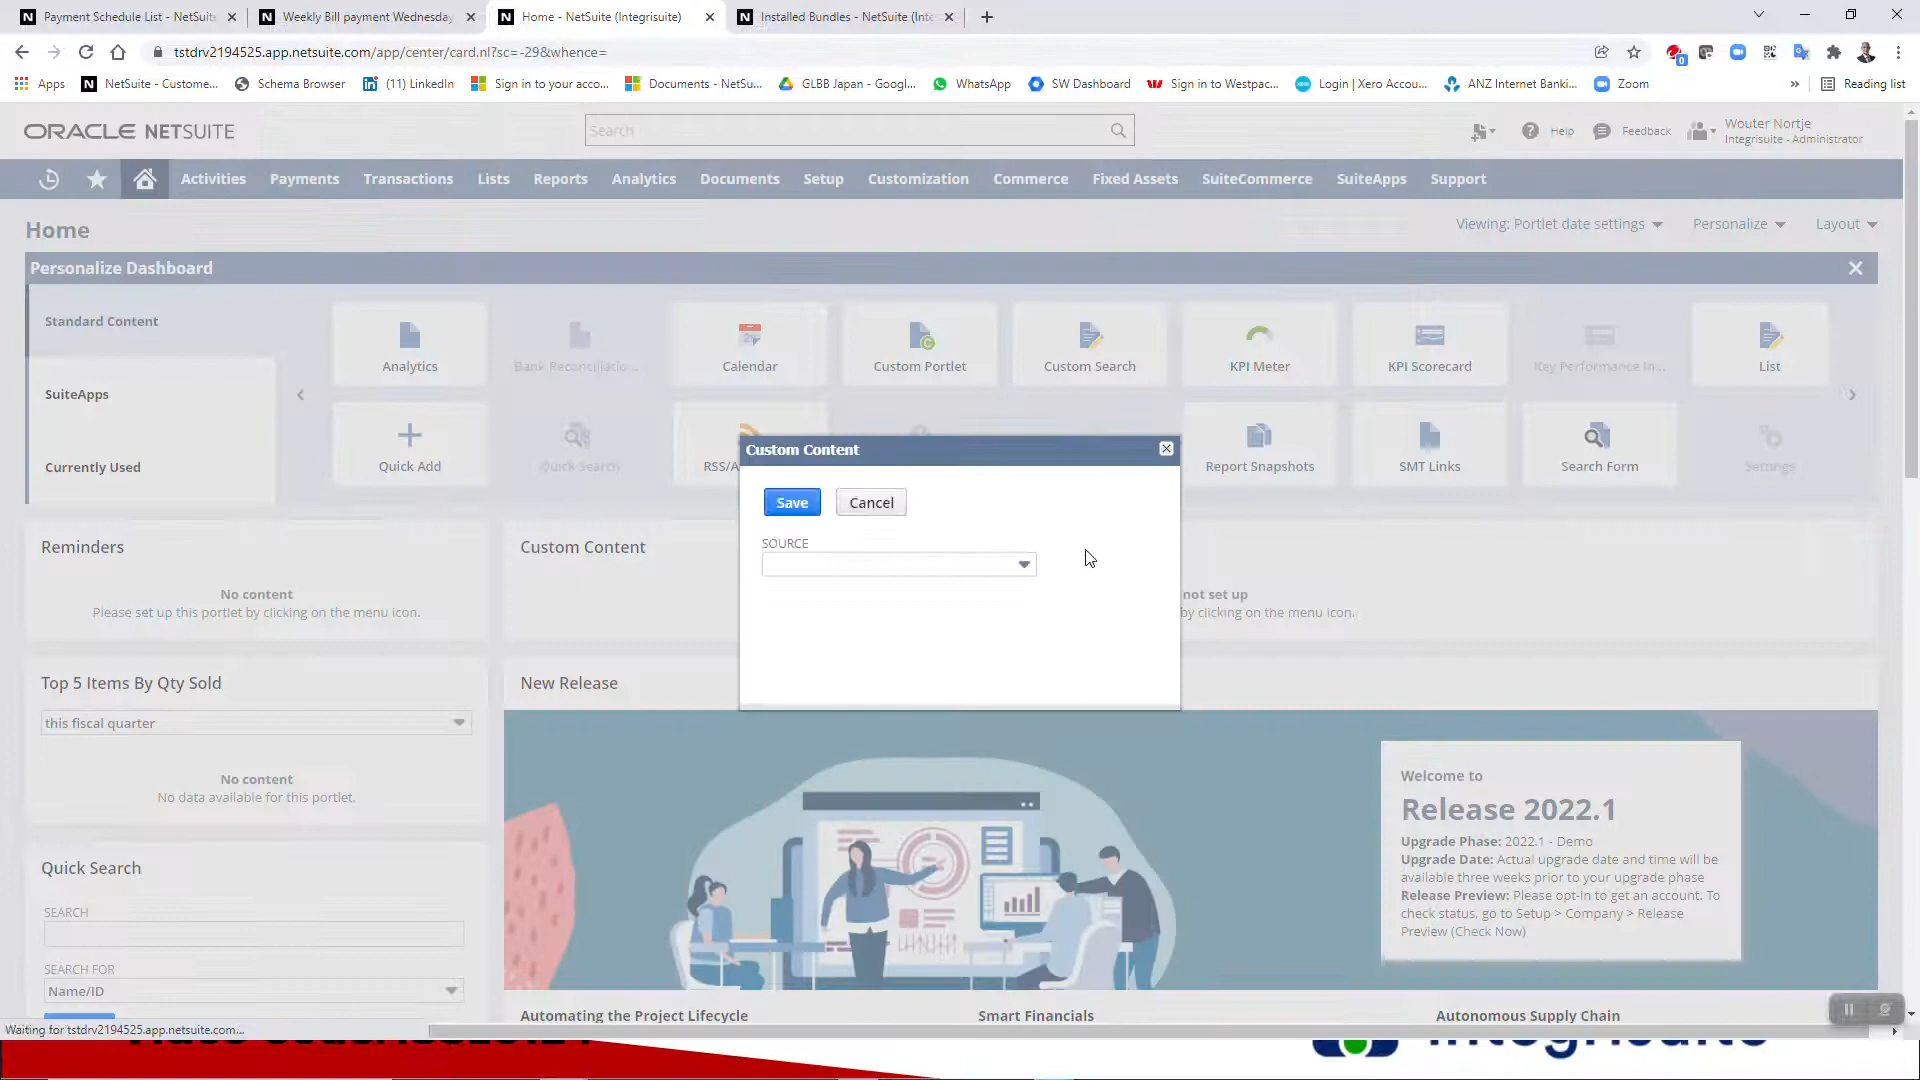 Payment Schedule List - NetSuite
Weekly Bill payment Wednesday
Home - NetSuite (Integrisuite)
Installed Bundles - NetSuite (Inte
tstdrv2194525.app.netsuite.com/app/center/card.nl?sc=-29&whence=
Apps
NetSuite - Custome...
Schema Browser
(11) LinkedIn
Sign in to your acco...
Documents - NetSu...
GLBB Japan - Googl...
WhatsApp
SW Dashboard
Sign in to Westpac...
Login | Xero Accou...
ANZ Internet Banki...
Zoom
»
Reading list
ORACLE NETSUITE
Search
Help
Feedback
Wouter Nortje
Integrisuite - Administrator
Activities
Payments
Transactions
Lists
Reports
Analytics
Documents
Setup
Customization
Commerce
Fixed Assets
SuiteCommerce
SuiteApps
Support
Home
Viewing: Portlet date settings
Personalize
Layout
Personalize Dashboard
Standard Content
SuiteApps
Currently Used
Analytics
Bank Reconciliatio ...
Calendar
Custom Portlet
Custom Search
KPI Meter
KPI Scorecard
Key Performance In...
List
Quick Add
Quick Search
RSS/A
Report Snapshots
SMT Links
Search Form
Settings
Custom Content
Save
Cancel
SOURCE
Reminders
No content
Please set up this portlet by clicking on the menu icon.
Custom Content
not set up
by clicking on the menu icon.
Top 5 Items By Qty Sold
this fiscal quarter
No content
No data available for this portlet.
New Release
Welcome to
Release 2022.1
Upgrade Phase: 2022.1 - Demo
Upgrade Date: Actual upgrade date and time will be
available three weeks prior to your upgrade phase
Release Preview: Please opt-in to get an account. To
check status, go to Setup > Company > Release
Preview (Check Now)
Quick Search
SEARCH
SEARCH FOR
Name/ID
Automating the Project Lifecycle
Smart Financials
Autonomous Supply Chain
Waiting for tstdrv2194525.app.netsuite.com...
Integrisuite